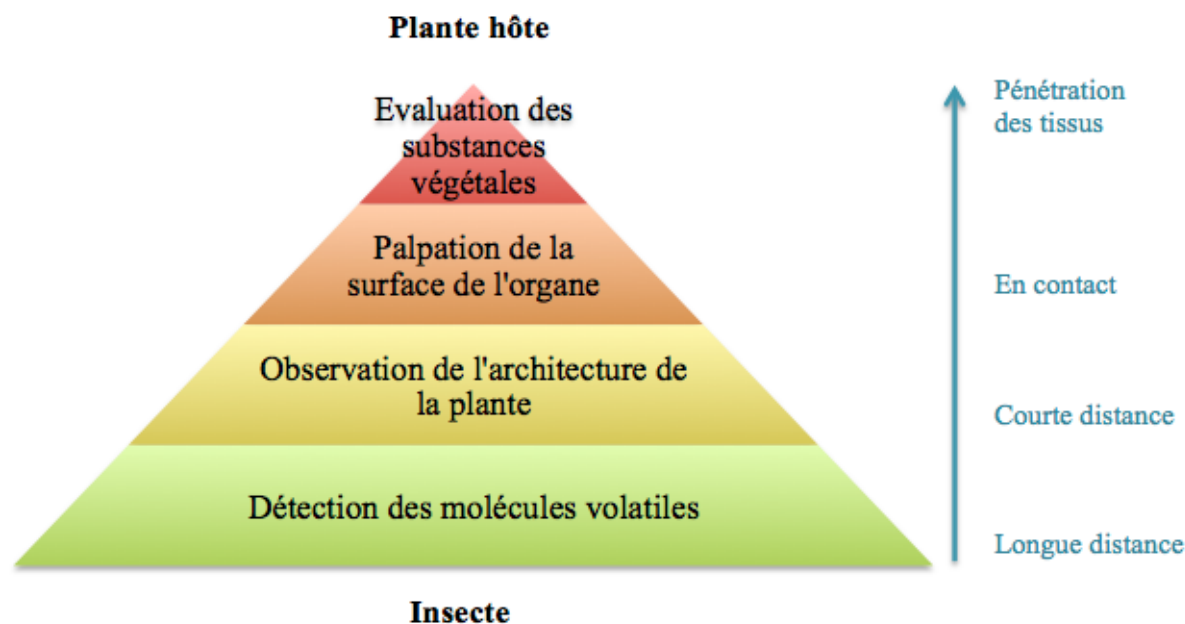 Plante hôte
Evaluation des
substances
végétales
Palpation de la
surface de l'organe
Observation de l'architecture de
la plante
Détection des molécules volatiles
Insecte
Pénétration
des tissus
En contact
Courte distance
Longue distance